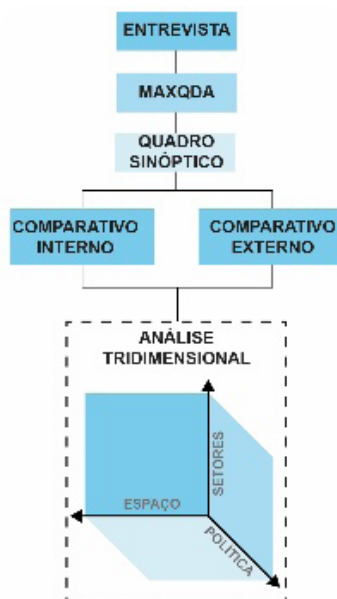 ENTREVISTA
MAXQDA
QUADRO
SINÓPTICO
COMPARATIVO
INTERNO
COMPARATIVO
EXTERNO
ANÁLISE
TRIDIMENSIONAL
SETORES
ESPAÇO
POLÍTICA